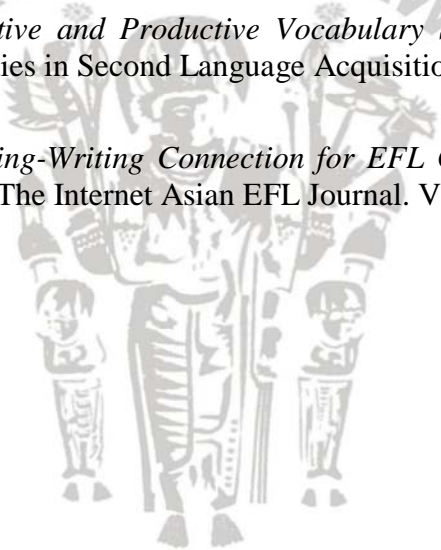 tive and Productive Vocabulary
ies in Second Language Acquisitio
ing-Writing Connection for EFL
The Internet Asian EFL Journal. V